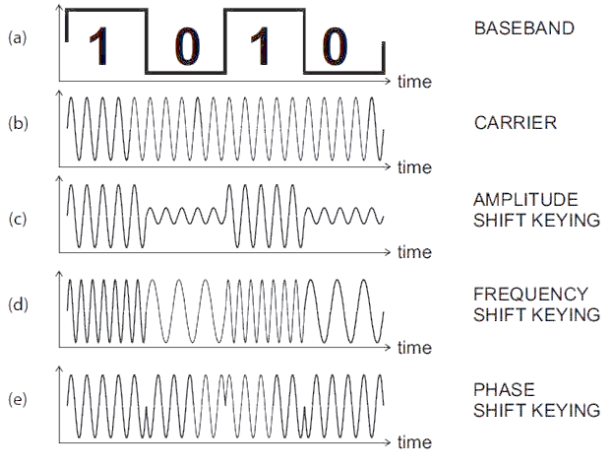 (a) 1 0 1 0 BASEBAND
time
(b) CARRIER
time
(c) AMPLITUDE
SHIFT KEYING
time
(d) FREQUENCY
SHIFT KEYING
time
(e) PHASE
SHIFT KEYING
time